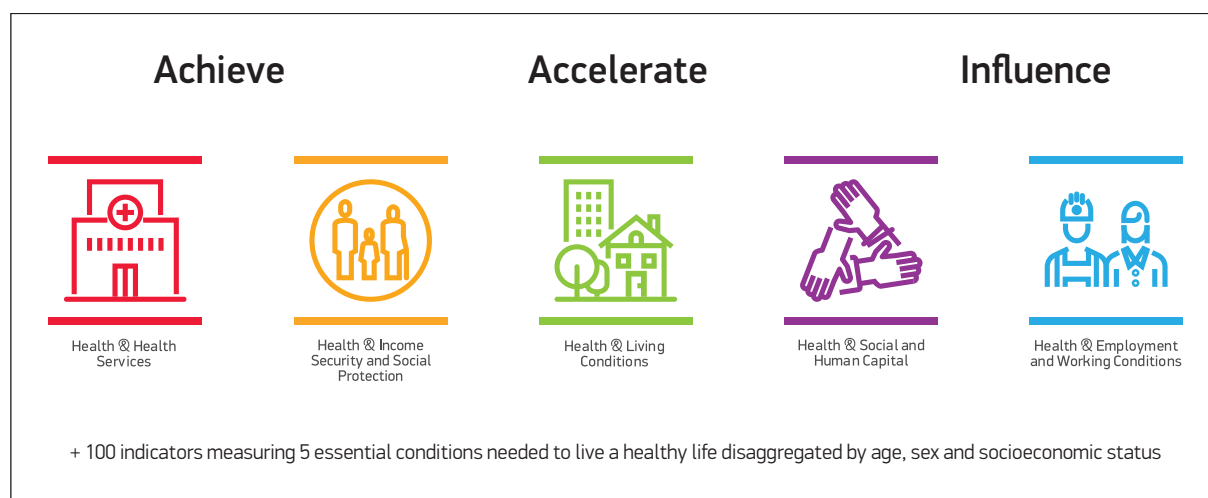 Achieve
Accelerate
Influence
Health & Health
Services
Health & Income
Security and Social
Protection
Health & Living
Conditions
Health & Social and
Human Capital
Health & Employment
and Working Conditions
+ 100 indicators measuring 5 essential conditions needed to live a healthy life disaggregated by age, sex and socioeconomic status